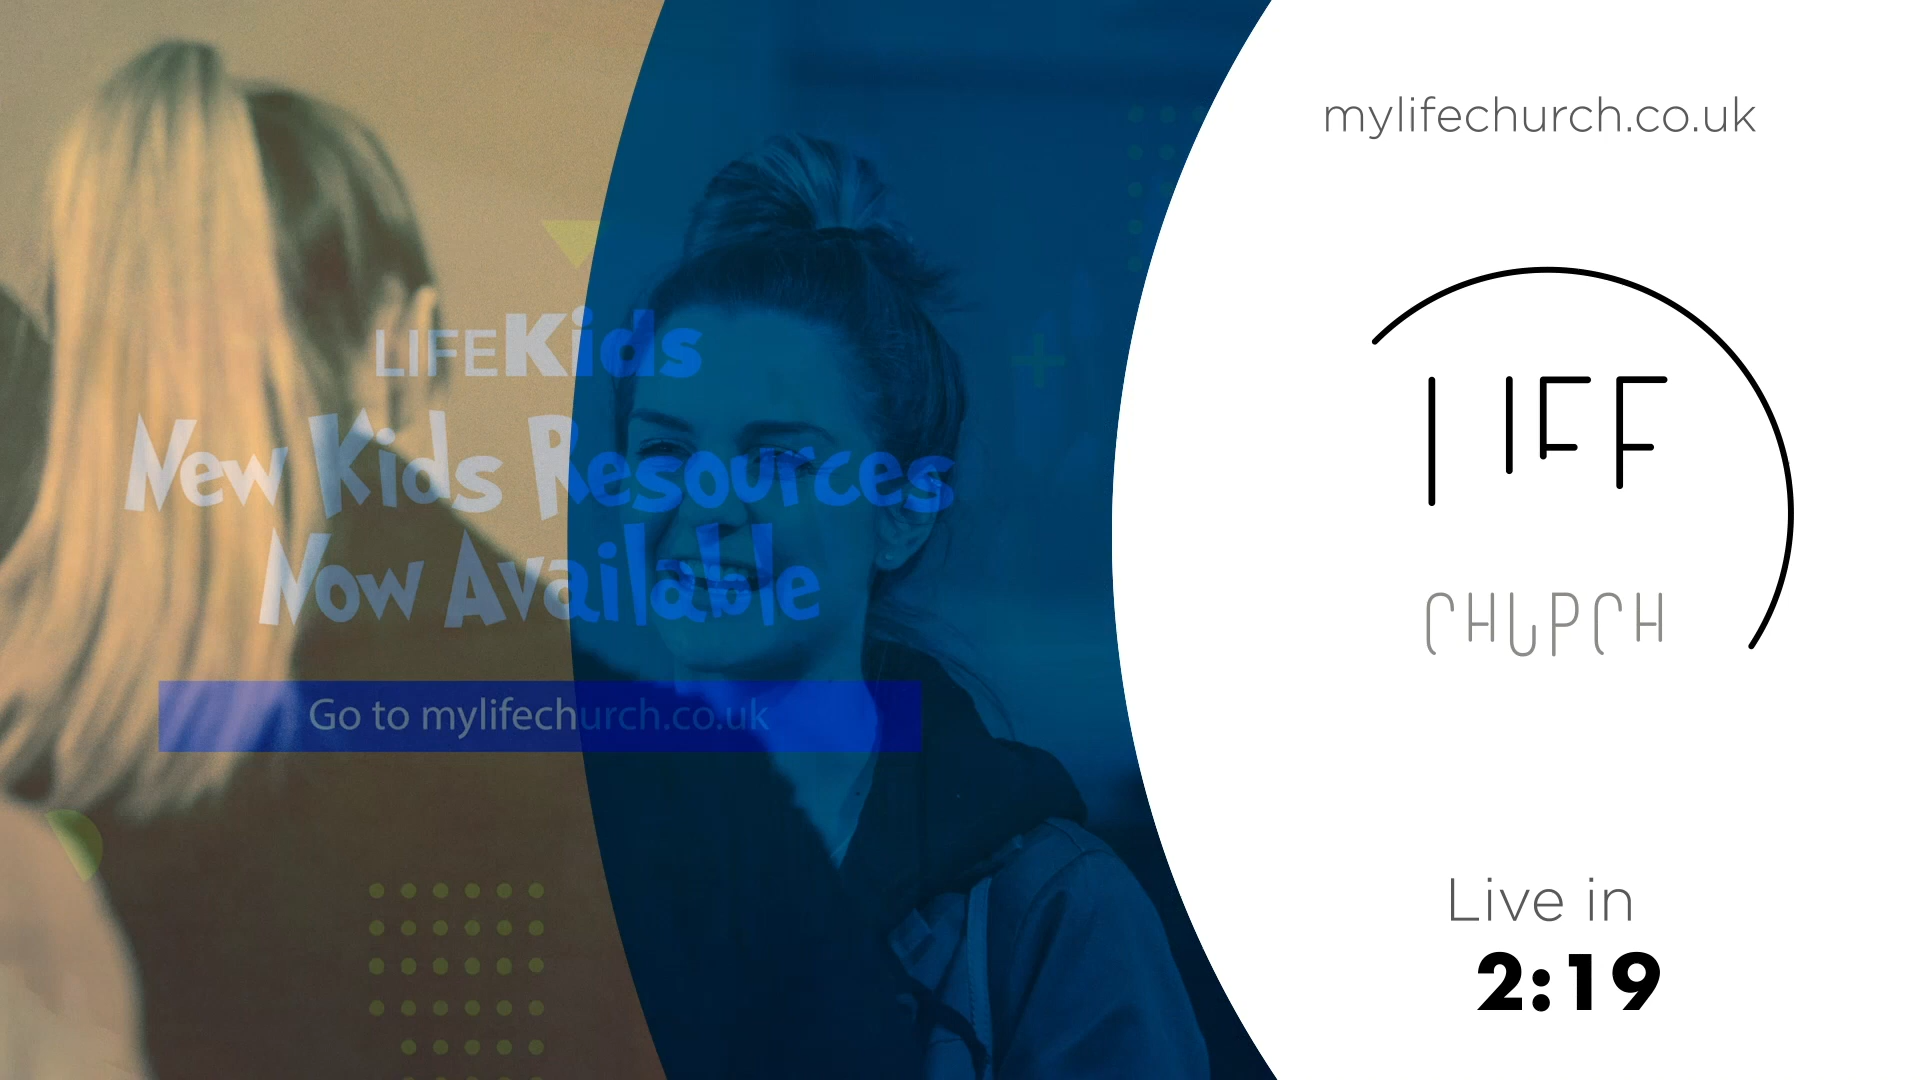 LIFEKids
New Kids Resources
Now Available
Go to mylifechurch.co.uk
mylifechurch.co.uk
LIFE
CHURCH
Live in
2:19